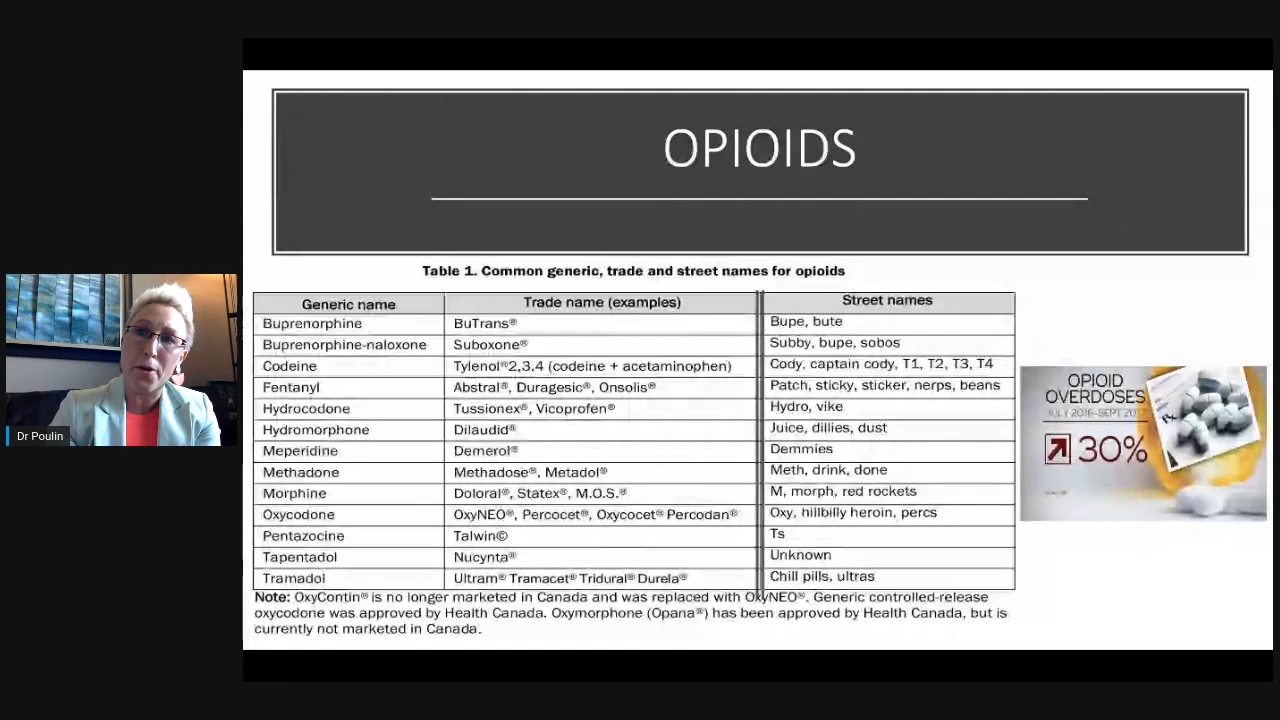 OPIOIDS
Table 1. Common generic, trade and street names for opioids
Generic name Trade name (examples) Street names
Buprenorphine BuTrans® Bupe, bute
Buprenorphine-naloxone Suboxone® Subby, bupe, sobos
Codeine Tylenol®2,3,4 (codeine + acetaminophen) Cody, captain cody, T1, T2, T3, T4
Fentanyl Abstral®, Duragesic®, Onsolis® Patch, sticky, sticker, nerps, beans
Hydrocodone Tussionex®, Vicoprofen® Hydro, vike
Hydromorphone Dilaudid® Juice, dillies, dust
Meperidine Demerol® Demmies
Methadone Methadose®, Metadol® Meth, drink, done
Morphine Doloral®, Statex®, M.O.S.® M, morph, red rockets
Oxycodone OxyNEO®, Percocet®, Oxycocet® Percodan® Oxy, hillbilly heroin, percs
Pentazocine Talwin© Ts
Tapentadol Nucynta® Unknown
Tramadol Ultram® Tramacet® Tridural® Durela® Chill pills, ultras
Note: OxyContin® is no longer marketed in Canada and was replaced with OxyNEO®. Generic controlled-release
oxycodone was approved by Health Canada. Oxymorphone (Opana®) has been approved by Health Canada, but is
currently not marketed in Canada.
OPIOID
OVERDOSES
JULY 2016-SEPT
30%
Dr Poulin